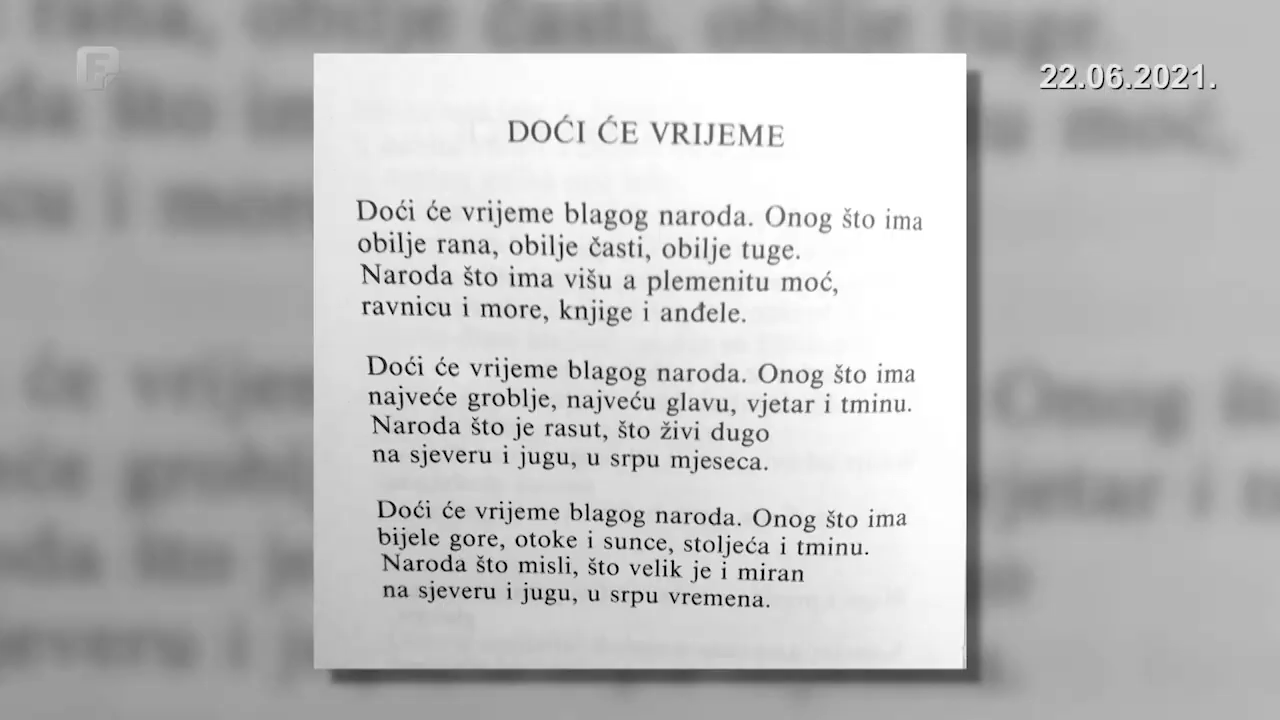 22.06.2021.
DOĆI ĆE VRIJEME
Doći će vrijeme blagog naroda. Onog što ima
obilje rana, obilje časti, obilje tuge.
Naroda što ima višu a plemenitu moć,
ravnicu i more, knjige i anđele.
Doći će vrijeme blagog naroda. Onog što ima
najveće groblje, najveću glavu, vjetar i tminu.
Naroda što je rasut, što živi dugo
na sjeveru i jugu, u srpu mjeseca.
Doći će vrijeme blagog naroda. Onog što ima
bijele gore, otoke i sunce, stoljeća i tminu.
Naroda što misli, što velik je i miran
na sjeveru i jugu, u srpu vremena.